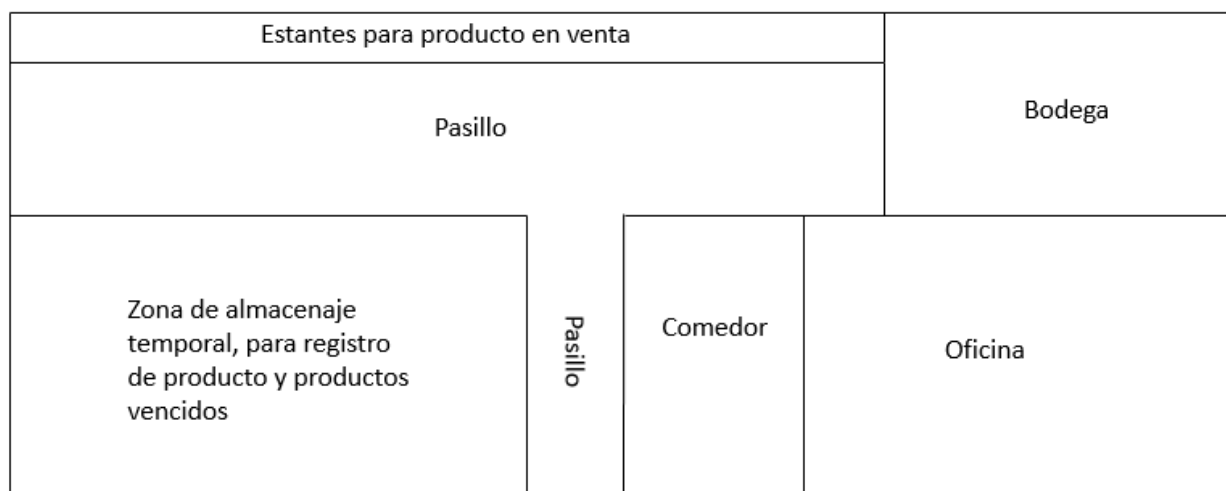 Estantes para producto en venta
Bodega
Pasillo
Zona de almacenaje
temporal, para registro
de producto y productos
vencidos
Pasillo
Comedor
Oficina